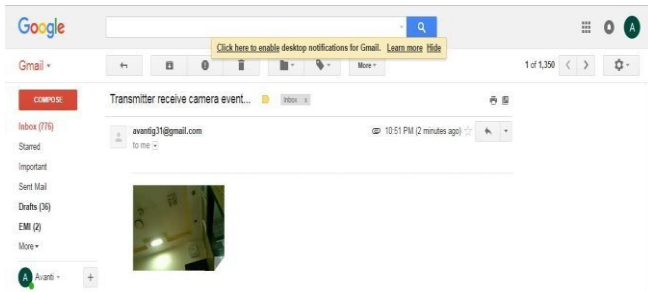 Google
A
Click here to enable desktop notifications for Gmail. Learn more Hide
Gmail
More
1 of 1,350
COMPOSE
Transmitter receive camera event... Inbox x
Inbox (775)
avantig31@gmail.com
10:51 PM (2 minutes ago)
Starred
to me
Important
Sent Mail
Drafts (36)
EMI (2)
More
A Avanti +